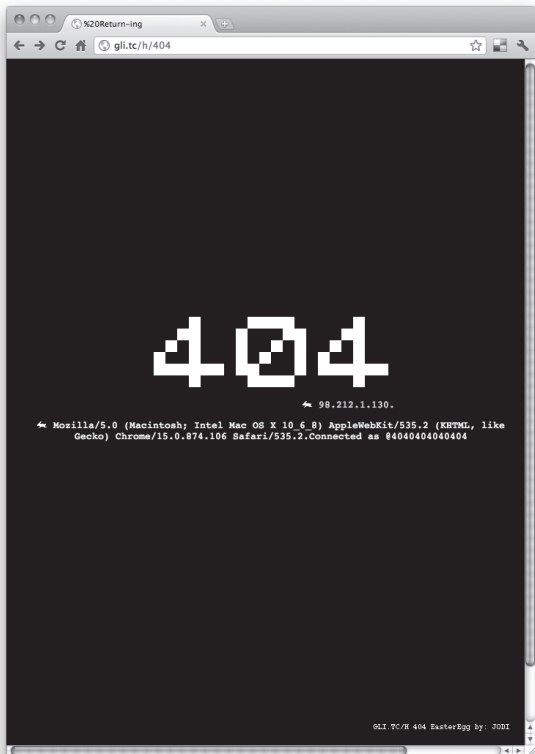 %20Return-ing
gli.tc/h/404
404
98.212.1.130.
Mozilla/5.0 (Macintosh; Intel Mac OS X 10_6_8) AppleWebKit/535.2 (KHTML, like
Gecko) Chrome/15.0.874.106 Safari/535.2.Connected as @4040404040404
GLI.TC/H 404 EasterEgg by: JODI